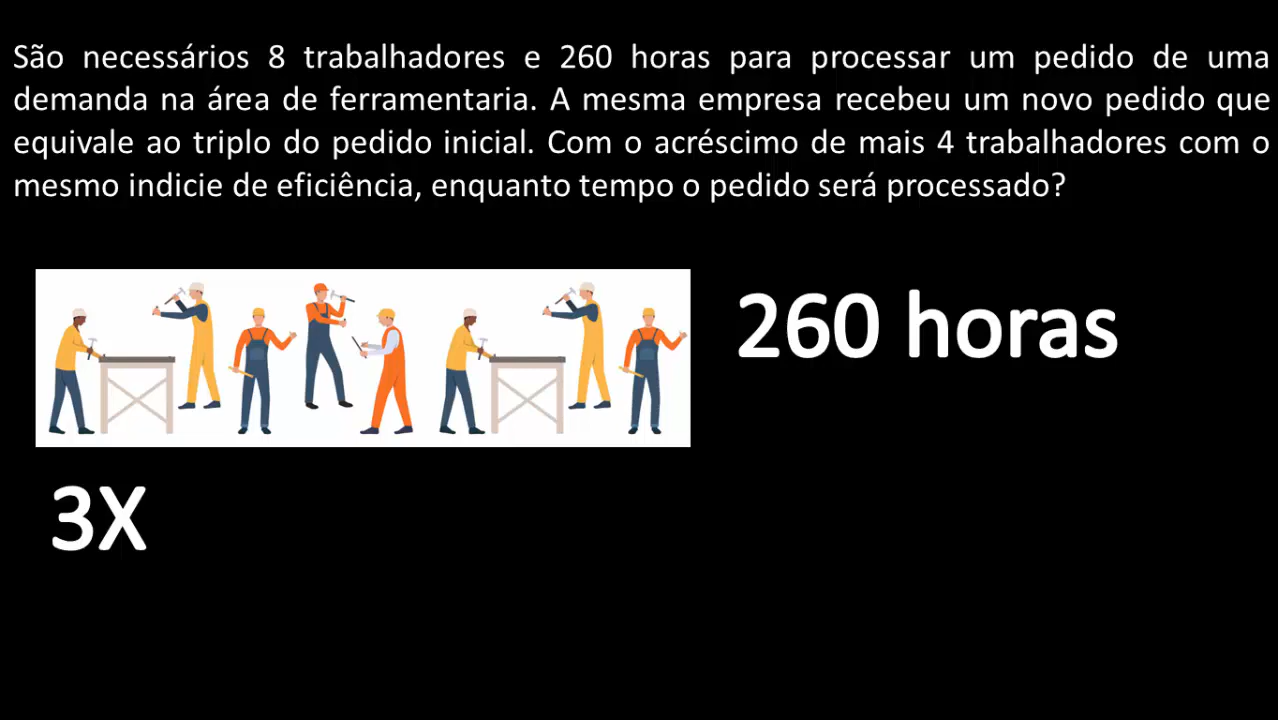 São necessários 8 trabalhadores e 260 horas para processar um pedido de uma
demanda na área de ferramentaria. A mesma empresa recebeu um novo pedido que
equivale ao triplo do pedido inicial. Com o acréscimo de mais 4 trabalhadores com o
mesmo indicie de eficiência, enquanto tempo o pedido será processado?
260 horas
3X